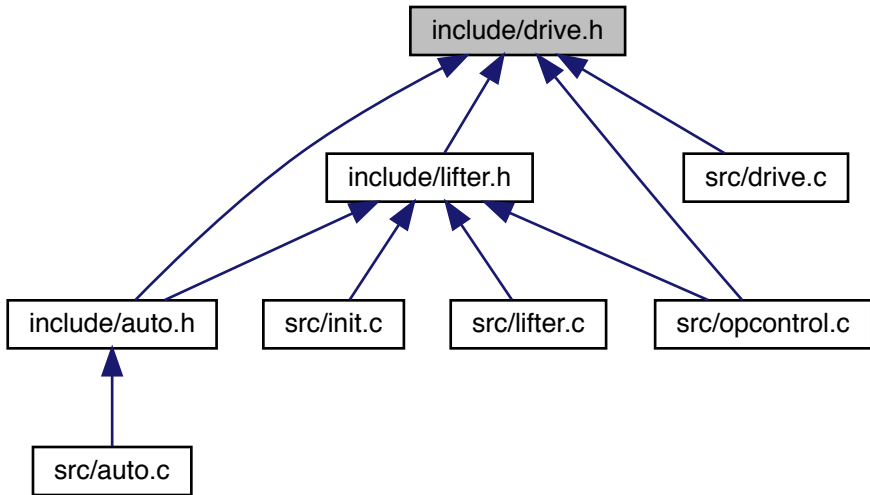 include/drive.h
include/lifter.h
src/drive.c
include/auto.h
src/init.c
src/lifter.c
src/opcontrol.c
src/auto.c